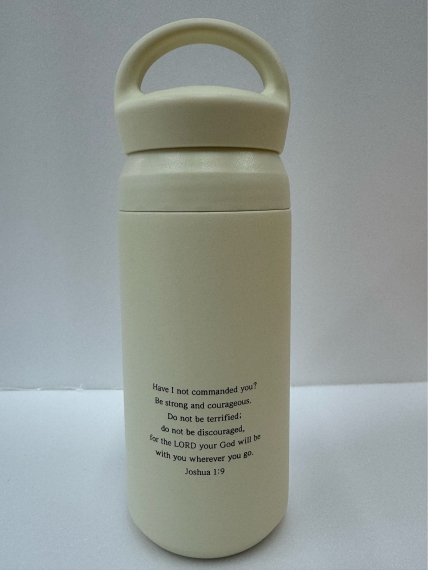 Have I not commanded you?
Be strong and courageous.
Do not be terrified;
do not be discouraged,
for the LORD your God will be
with you wherever you go.
Joshua 1:9